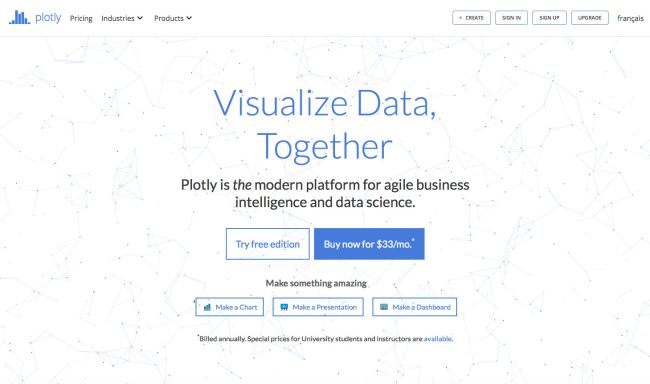 plotly Pricing Industries Products + CREATE SIGN IN SIGN UP UPGRADE français
Visualize Data,
Together
Plotly is the modern platform for agile business
intelligence and data science.
Try free edition Buy now for $33/mo.*
Make something amazing
Make a Chart Make a Presentation Make a Dashboard
*Billed annually. Special prices for University students and instructors are available.